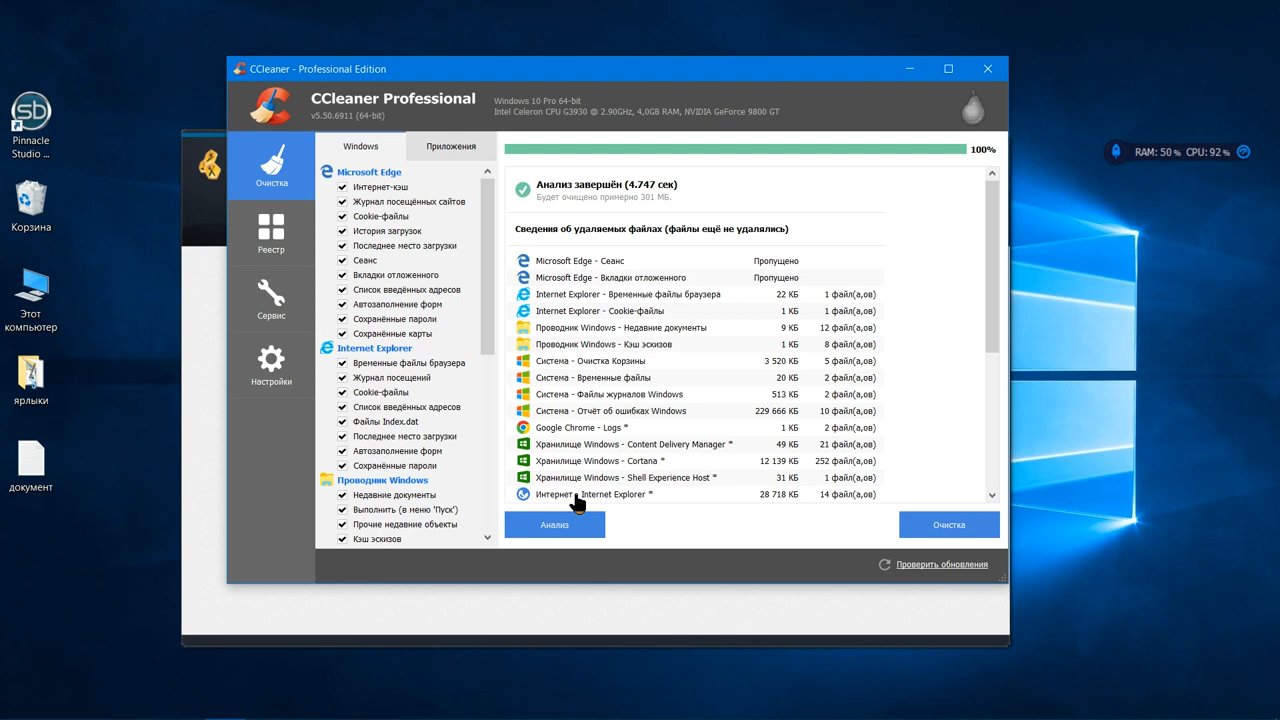 CCleaner - Professional Edition
CCleaner Professional
v5.50.6911 (64-bit)
Windows 10 Pro 64-bit
Intel Celeron CPU G3930 @ 2.90GHz, 4,0GB RAM, NVIDIA GeForce 9800 GT
sb
Pinnacle
Studio ...
Корзина
Этот
компьютер
ярлыки
документ
Очистка
Реестр
Сервис
Настройки
Windows
Приложения
Microsoft Edge
Интернет-кэш
Журнал посещённых сайтов
Cookie-файлы
История загрузок
Последнее место загрузки
Сеанс
Вкладки отложенного
Список введённых адресов
Автозаполнение форм
Сохранённые пароли
Сохранённые карты
Internet Explorer
Временные файлы браузера
Журнал посещений
Cookie-файлы
Список введённых адресов
Файлы Index.dat
Последнее место загрузки
Автозаполнение форм
Сохранённые пароли
Проводник Windows
Недавние документы
Выполнить (в меню 'Пуск')
Прочие недавние объекты
Кэш эскизов
100%
Анализ завершён (4.747 сек)
Будет очищено примерно 301 МБ.
Сведения об удаляемых файлах (файлы ещё не удалялись)
Microsoft Edge - Сеанс Пропущено
Microsoft Edge - Вкладки отложенного Пропущено
Internet Explorer - Временные файлы браузера 22 КБ 1 файл(а,ов)
Internet Explorer - Cookie-файлы 1 КБ 1 файл(а,ов)
Проводник Windows - Недавние документы 9 КБ 12 файл(а,ов)
Проводник Windows - Кэш эскизов 1 КБ 8 файл(а,ов)
Система - Очистка Корзины 3 520 КБ 5 файл(а,ов)
Система - Временные файлы 20 КБ 2 файл(а,ов)
Система - Файлы журналов Windows 513 КБ 2 файл(а,ов)
Система - Отчёт об ошибках Windows 229 666 КБ 10 файл(а,ов)
Google Chrome - Logs * 1 КБ 2 файл(а,ов)
Хранилище Windows - Content Delivery Manager * 49 КБ 21 файл(а,ов)
Хранилище Windows - Cortana * 12 139 КБ 252 файл(а,ов)
Хранилище Windows - Shell Experience Host * 31 КБ 1 файл(а,ов)
Интернет - Internet Explorer * 28 718 КБ 14 файл(а,ов)
Анализ
Очистка
Проверить обновления
RAM: 50% CPU: 92%